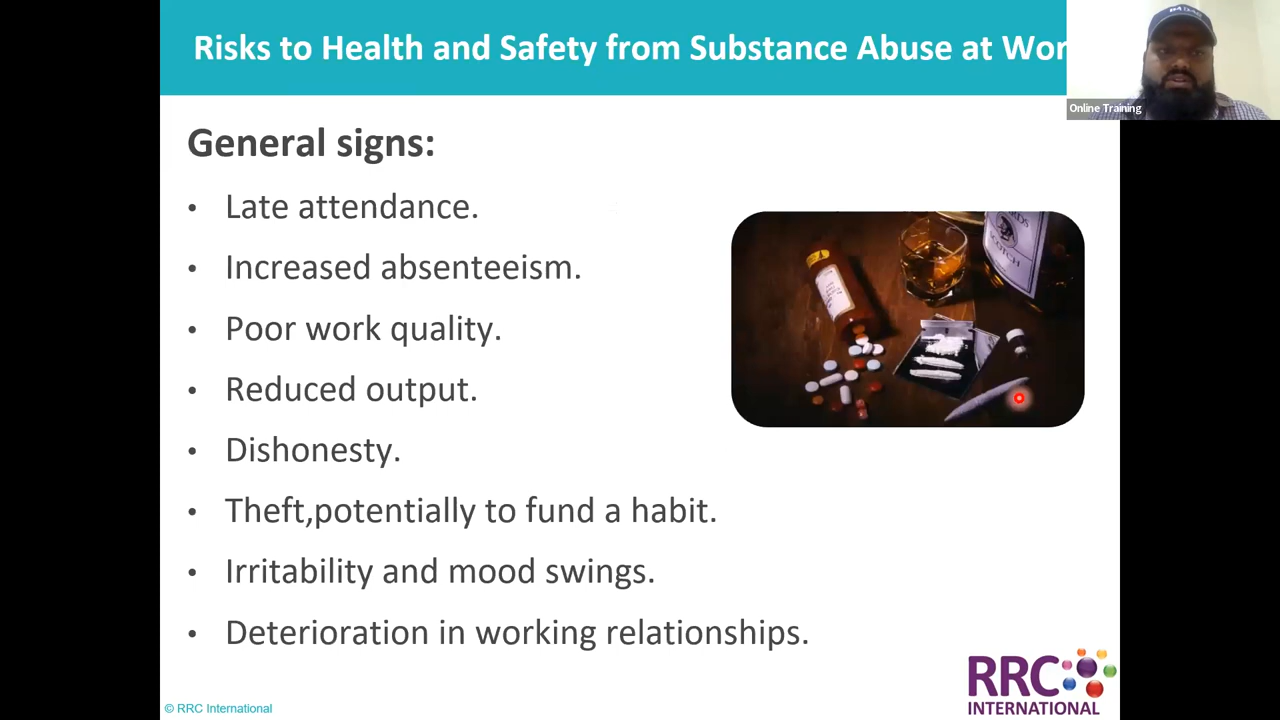 Risks to Health and Safety from Substance Abuse at Wor
Online Training
General signs:
• Late attendance.
• Increased absenteeism.
• Poor work quality.
• Reduced output.
• Dishonesty.
• Theft,potentially to fund a habit.
• Irritability and mood swings.
• Deterioration in working relationships.
SCOTCH
© RRC International
RRC
INTERNATIONAL